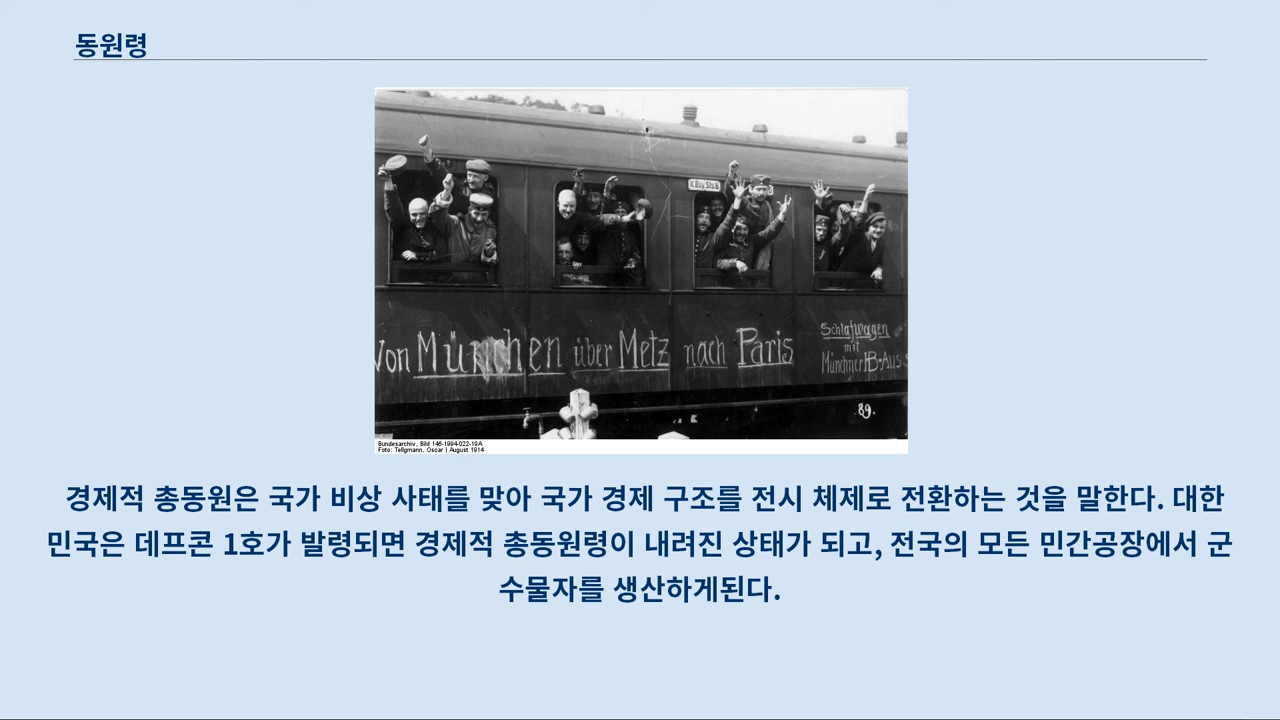 동원령
K.Bay.Sts.B
Von München über Metz nach Paris
Schlafwagen
mit
Münchner HB-Auss
89.
Bundesarchiv, Bild 146-1994-022-19A
Foto: Tellgmann, Oscar | August 1914
경제적 총동원은 국가 비상 사태를 맞아 국가 경제 구조를 전시 체제로 전환하는 것을 말한다. 대한
민국은 데프콘 1호가 발령되면 경제적 총동원령이 내려진 상태가 되고, 전국의 모든 민간공장에서 군
수물자를 생산하게된다.